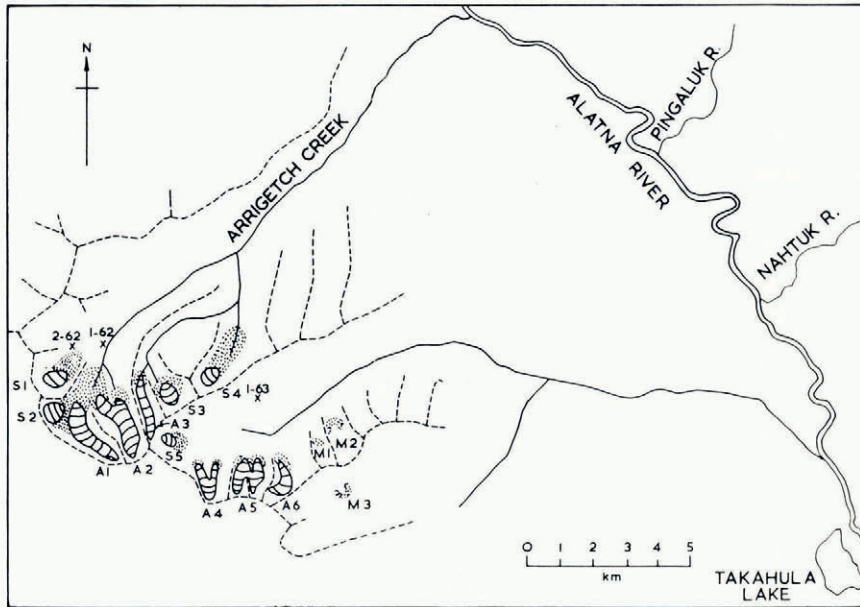 N
ARRIGETCH CREEK
ALATNA RIVER
PINGALUK R.
NAHTUK R.
2-62
1-62
S1
S2
S3
S4
1-63
A3
S5
A1
A2
M1
M2
M3
A4
A5
A6
0 1 2 3 4 5
km
TAKAHULA
LAKE